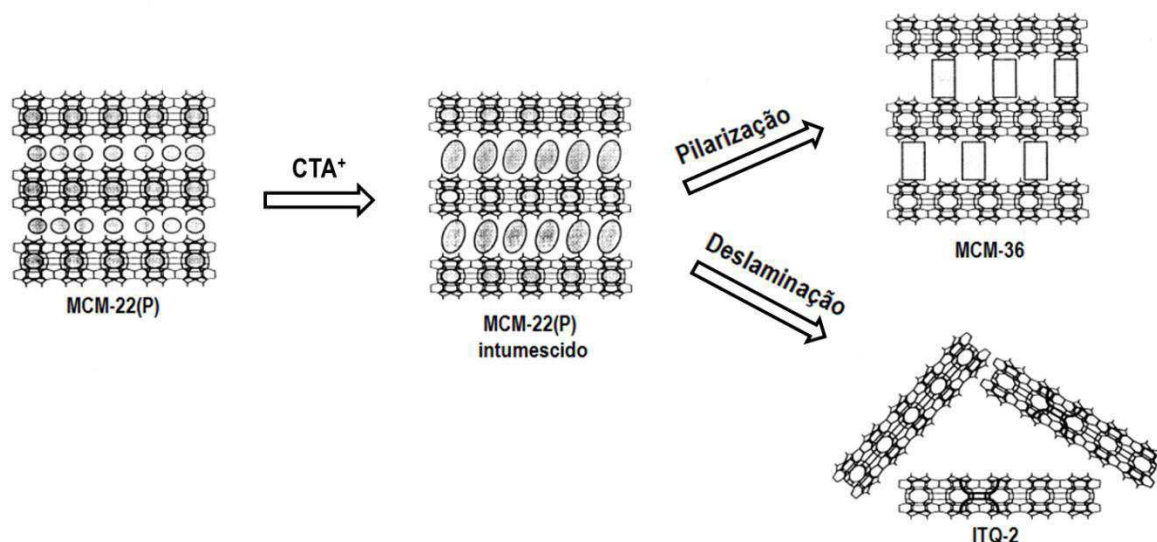 MCM-22(P)
CTA⁺
MCM-22(P)
intumescido
Pilarização
Deslaminação
MCM-36
ITQ-2